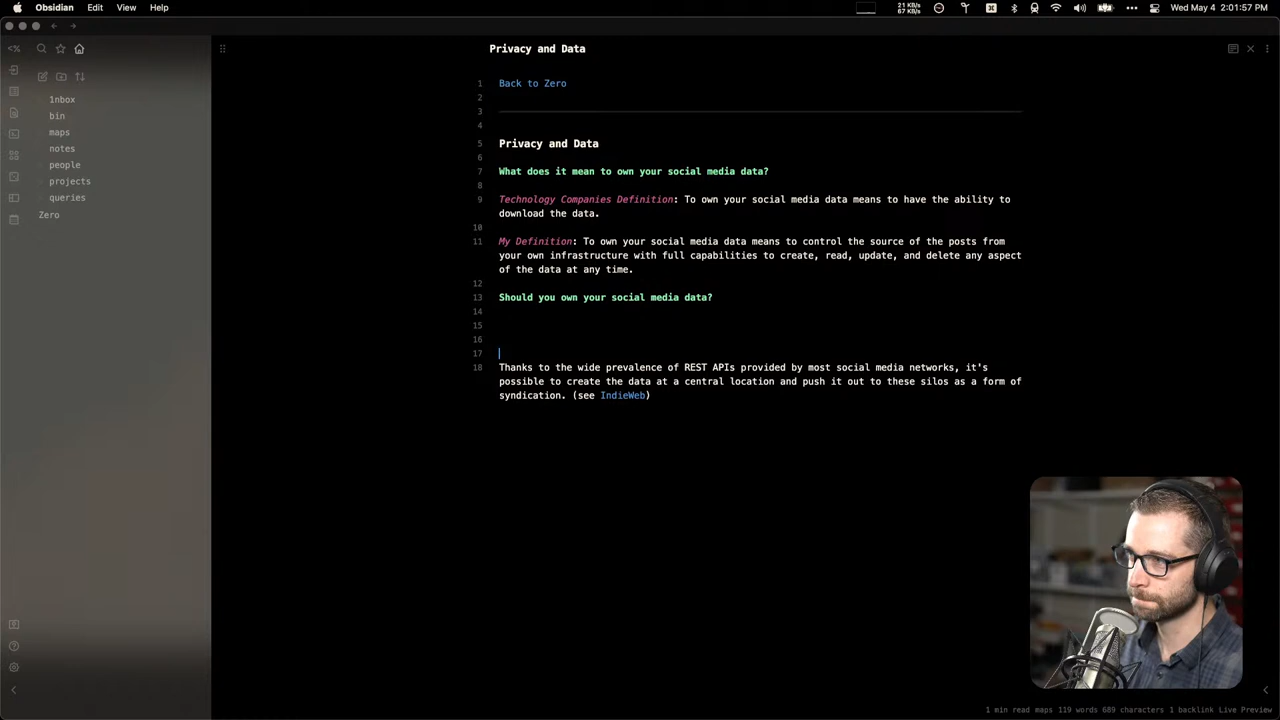 Obsidian Edit View Help
21 KB/s
67 KB/s
Wed May 4 2:01:57 PM
Privacy and Data
1nbox
bin
maps
notes
people
projects
queries
Zero
1 Back to Zero
2
3
4
5 Privacy and Data
6
7 What does it mean to own your social media data?
8
9 Technology Companies Definition: To own your social media data means to have the ability to
download the data.
10
11 My Definition: To own your social media data means to control the source of the posts from
your own infrastructure with full capabilities to create, read, update, and delete any aspect
of the data at any time.
12
13 Should you own your social media data?
14
15
16
17
18 Thanks to the wide prevalence of REST APIs provided by most social media networks, it's
possible to create the data at a central location and push it out to these silos as a form of
syndication. (see IndieWeb)
1 min read maps 119 words 689 characters 1 backlink Live Preview